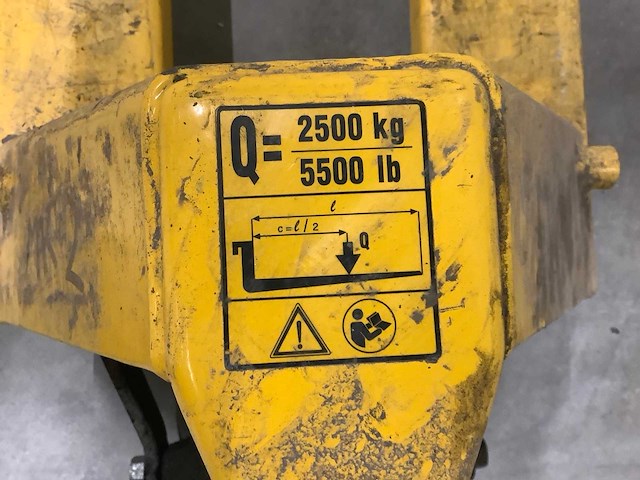 Q= 2500 kg
5500 lb
ℓ
c=ℓ/2
Q